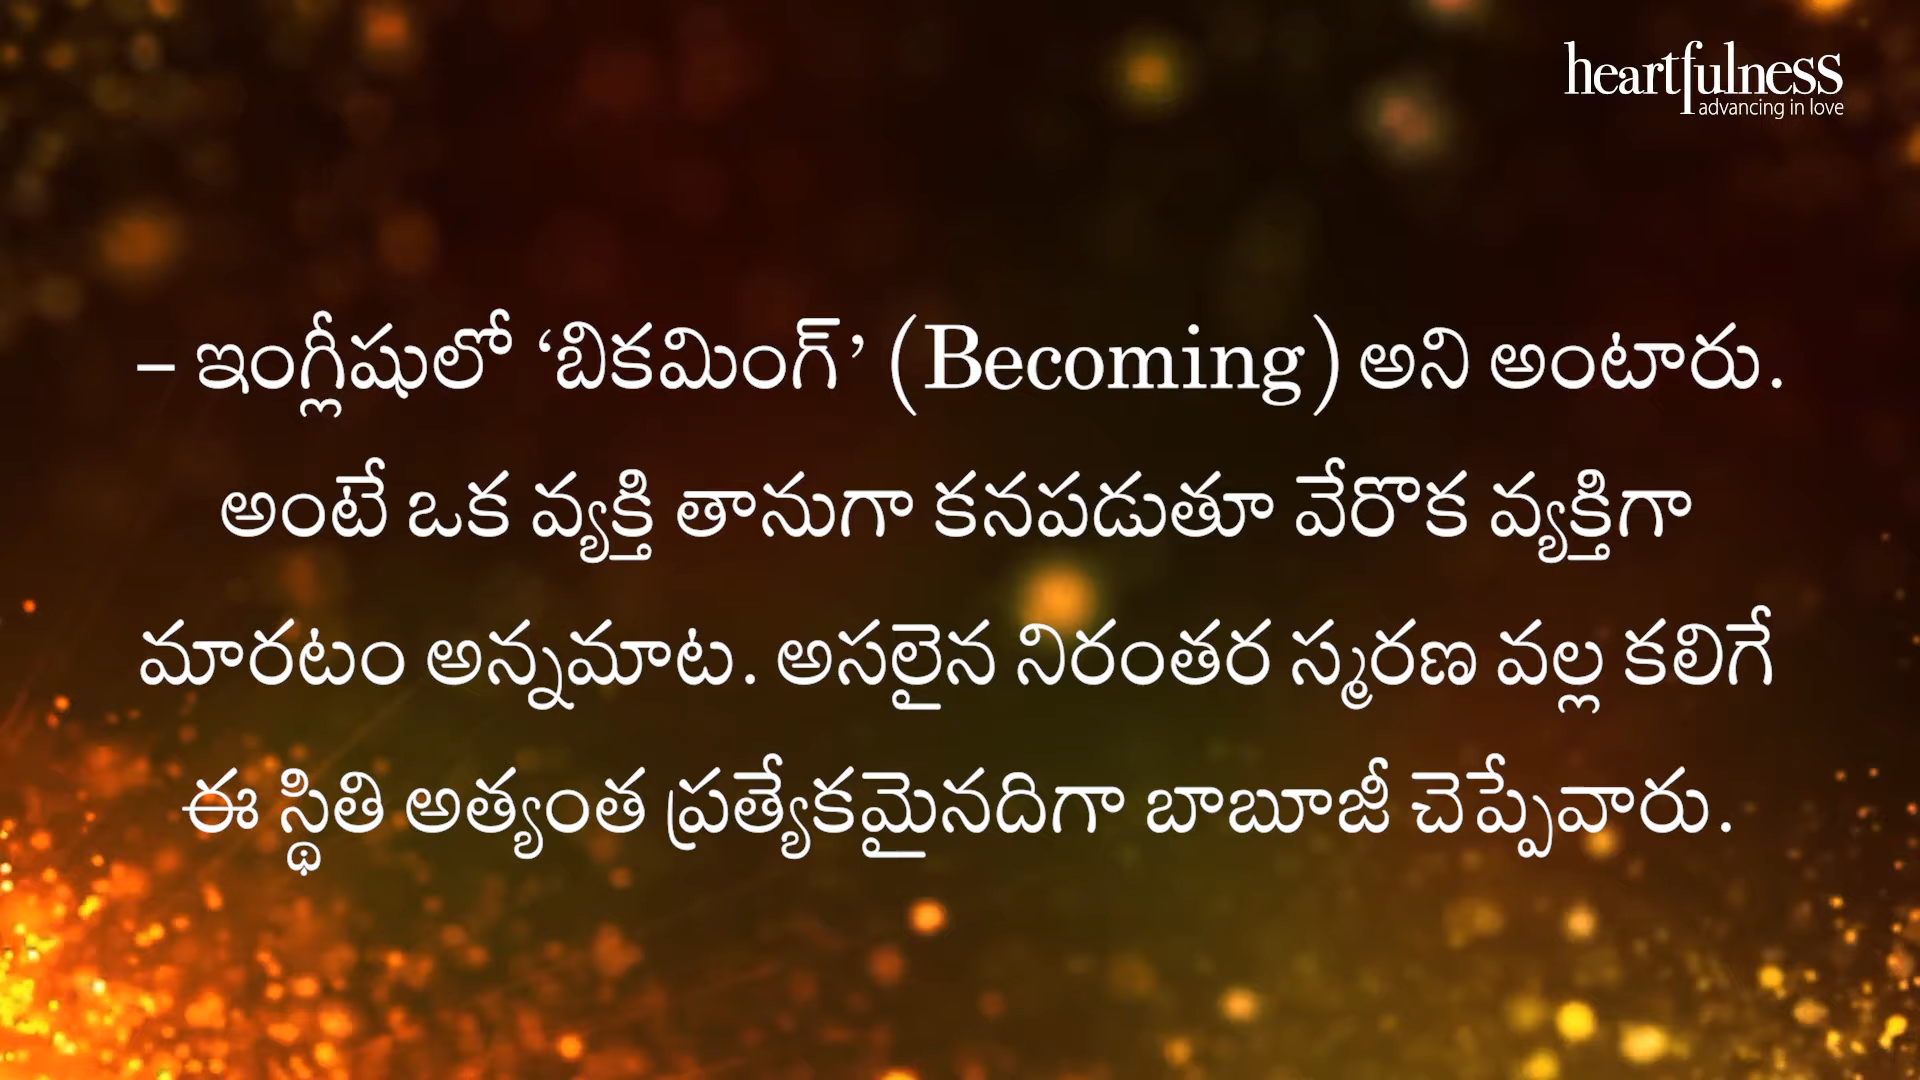 heartfulness
advancing in love
– ఇంగ్లీషులో ‘బికమింగ్’ (Becoming) అని అంటారు.
అంటే ఒక వ్యక్తి తానుగా కనపడుతూ వేరొక వ్యక్తిగా
మారటం అన్నమాట. అసలైన నిరంతర స్మరణ వల్ల కలిగే
ఈ స్థితి అత్యంత ప్రత్యేకమైనదిగా బాబూజీ చెప్పేవారు.